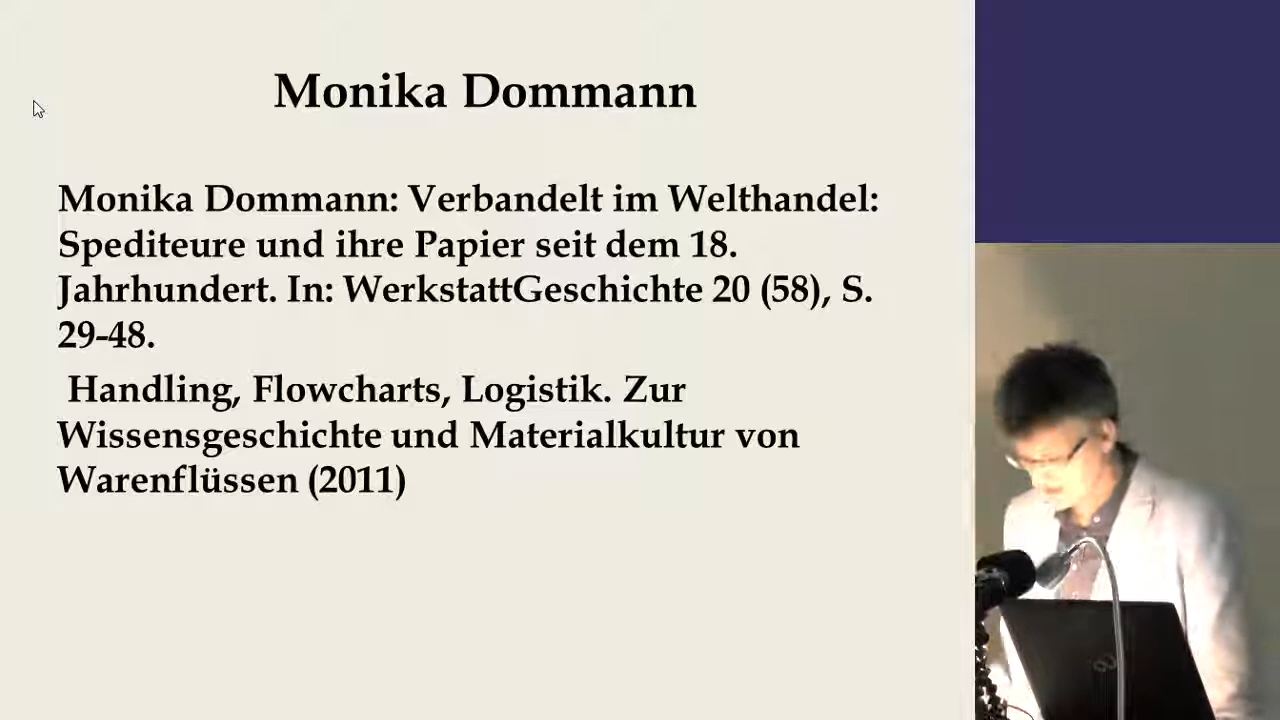 Monika Dommann
Monika Dommann: Verbandelt im Welthandel:
Spediteure und ihre Papier seit dem 18.
Jahrhundert. In: WerkstattGeschichte 20 (58), S.
29-48.
Handling, Flowcharts, Logistik. Zur
Wissensgeschichte und Materialkultur von
Warenflüssen (2011)